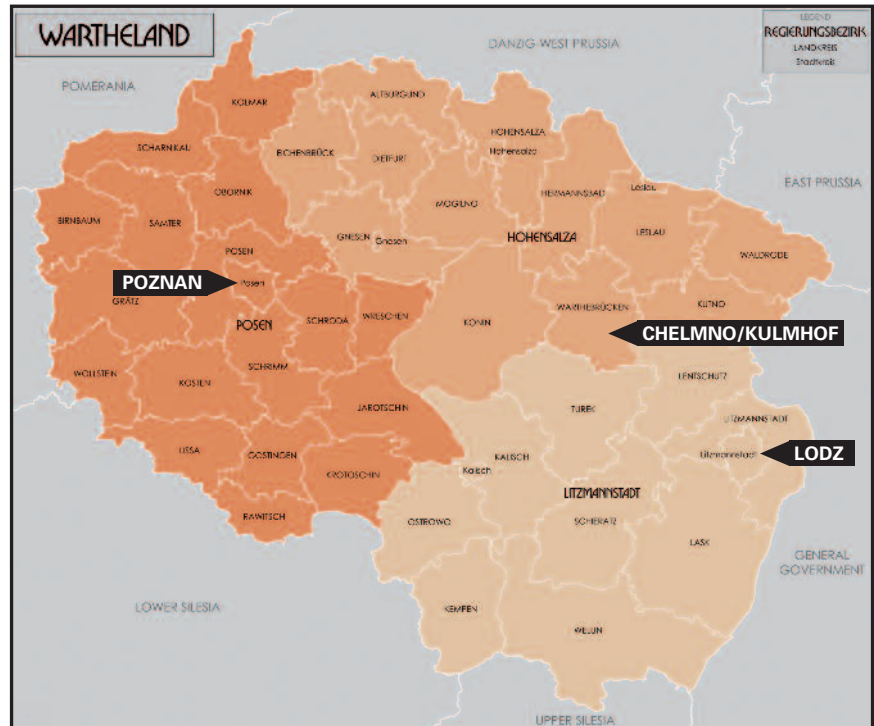 WARTHELAND
LEGEND
REGIERUNGSBEZIRK
LANDKREIS
Stadtkreis
DANZIG-WEST PRUSSIA
POMERANIA
KOLMAR
ALTBURGUND
HOHENSALZA
Hohensalza
SCHARNIKAU
EICHENBRÜCK
DIETFURT
EAST PRUSSIA
OBORNIK
HERMANNSBAD
Leslau
BIRNBAUM
SAMTER
MOGILNO
LESLAU
GNESEN
Gnesen
HOHENSALZA
POSEN
WALDRODE
POZNAN
Posen
GRÄTZ
KUTNO
WARTHEBRÜCKEN
SCHRODA
WRESCHEN
KONIN
POSEN
CHELMNO/KULMHOF
SCHRIMM
WOLLSTEIN
KOSTEN
LENTSCHÜTZ
JAROTSCHIN
TUREK
LITZMANNSTADT
LISSA
GOSTINGEN
KALISCH
Kalisch
Litzmannstadt
LODZ
KROTOSCHIN
LITZMANNSTADT
RAWITSCH
OSTROWO
SCHIERATZ
LASK
GENERAL
GOVERNMENT
LOWER SILESIA
KEMPEN
WELUN
UPPER SILESIA